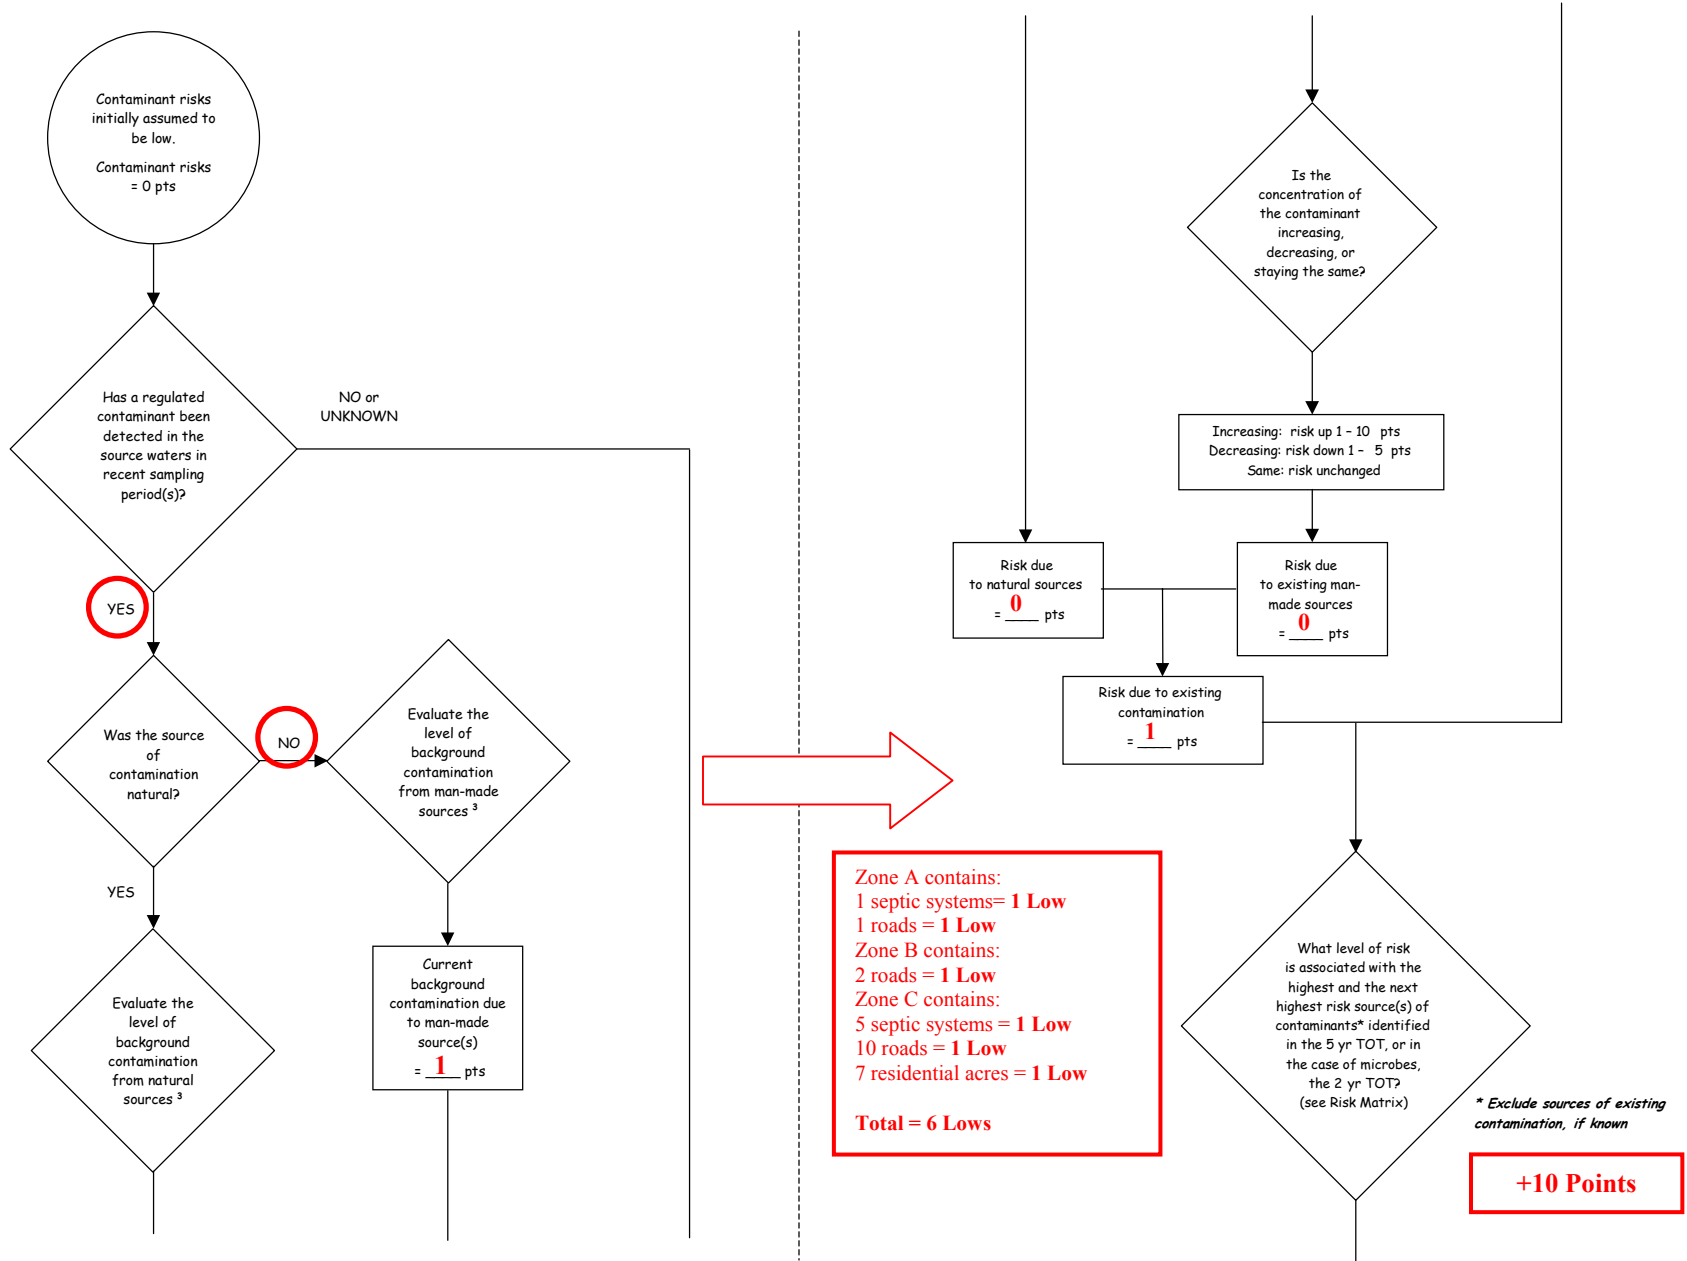 Contaminant risks
initially assumed to
be low.
Contaminant risks
= 0 pts
Has a regulated
contaminant been
detected in the
source waters in
recent sampling
period(s)?
NO or
UNKNOWN
YES
Was the source
of
contamination
natural?
NO
Evaluate the
level of
background
contamination
from man-made
sources ³
YES
Evaluate the
level of
background
contamination
from natural
sources ³
Current
background
contamination due
to man-made
source(s)
= 1 pts
Is the
concentration of
the contaminant
increasing,
decreasing, or
staying the same?
Increasing: risk up 1 – 10 pts
Decreasing: risk down 1 – 5 pts
Same: risk unchanged
Risk due
to natural sources
= 0 pts
Risk due
to existing man-
made sources
= 0 pts
Risk due to existing
contamination
= 1 pts
Zone A contains:
1 septic systems= 1 Low
1 roads = 1 Low
Zone B contains:
2 roads = 1 Low
Zone C contains:
5 septic systems = 1 Low
10 roads = 1 Low
7 residential acres = 1 Low
Total = 6 Lows
What level of risk
is associated with the
highest and the next
highest risk source(s) of
contaminants* identified
in the 5 yr TOT, or in
the case of microbes,
the 2 yr TOT?
(see Risk Matrix)
* Exclude sources of existing
contamination, if known
+10 Points